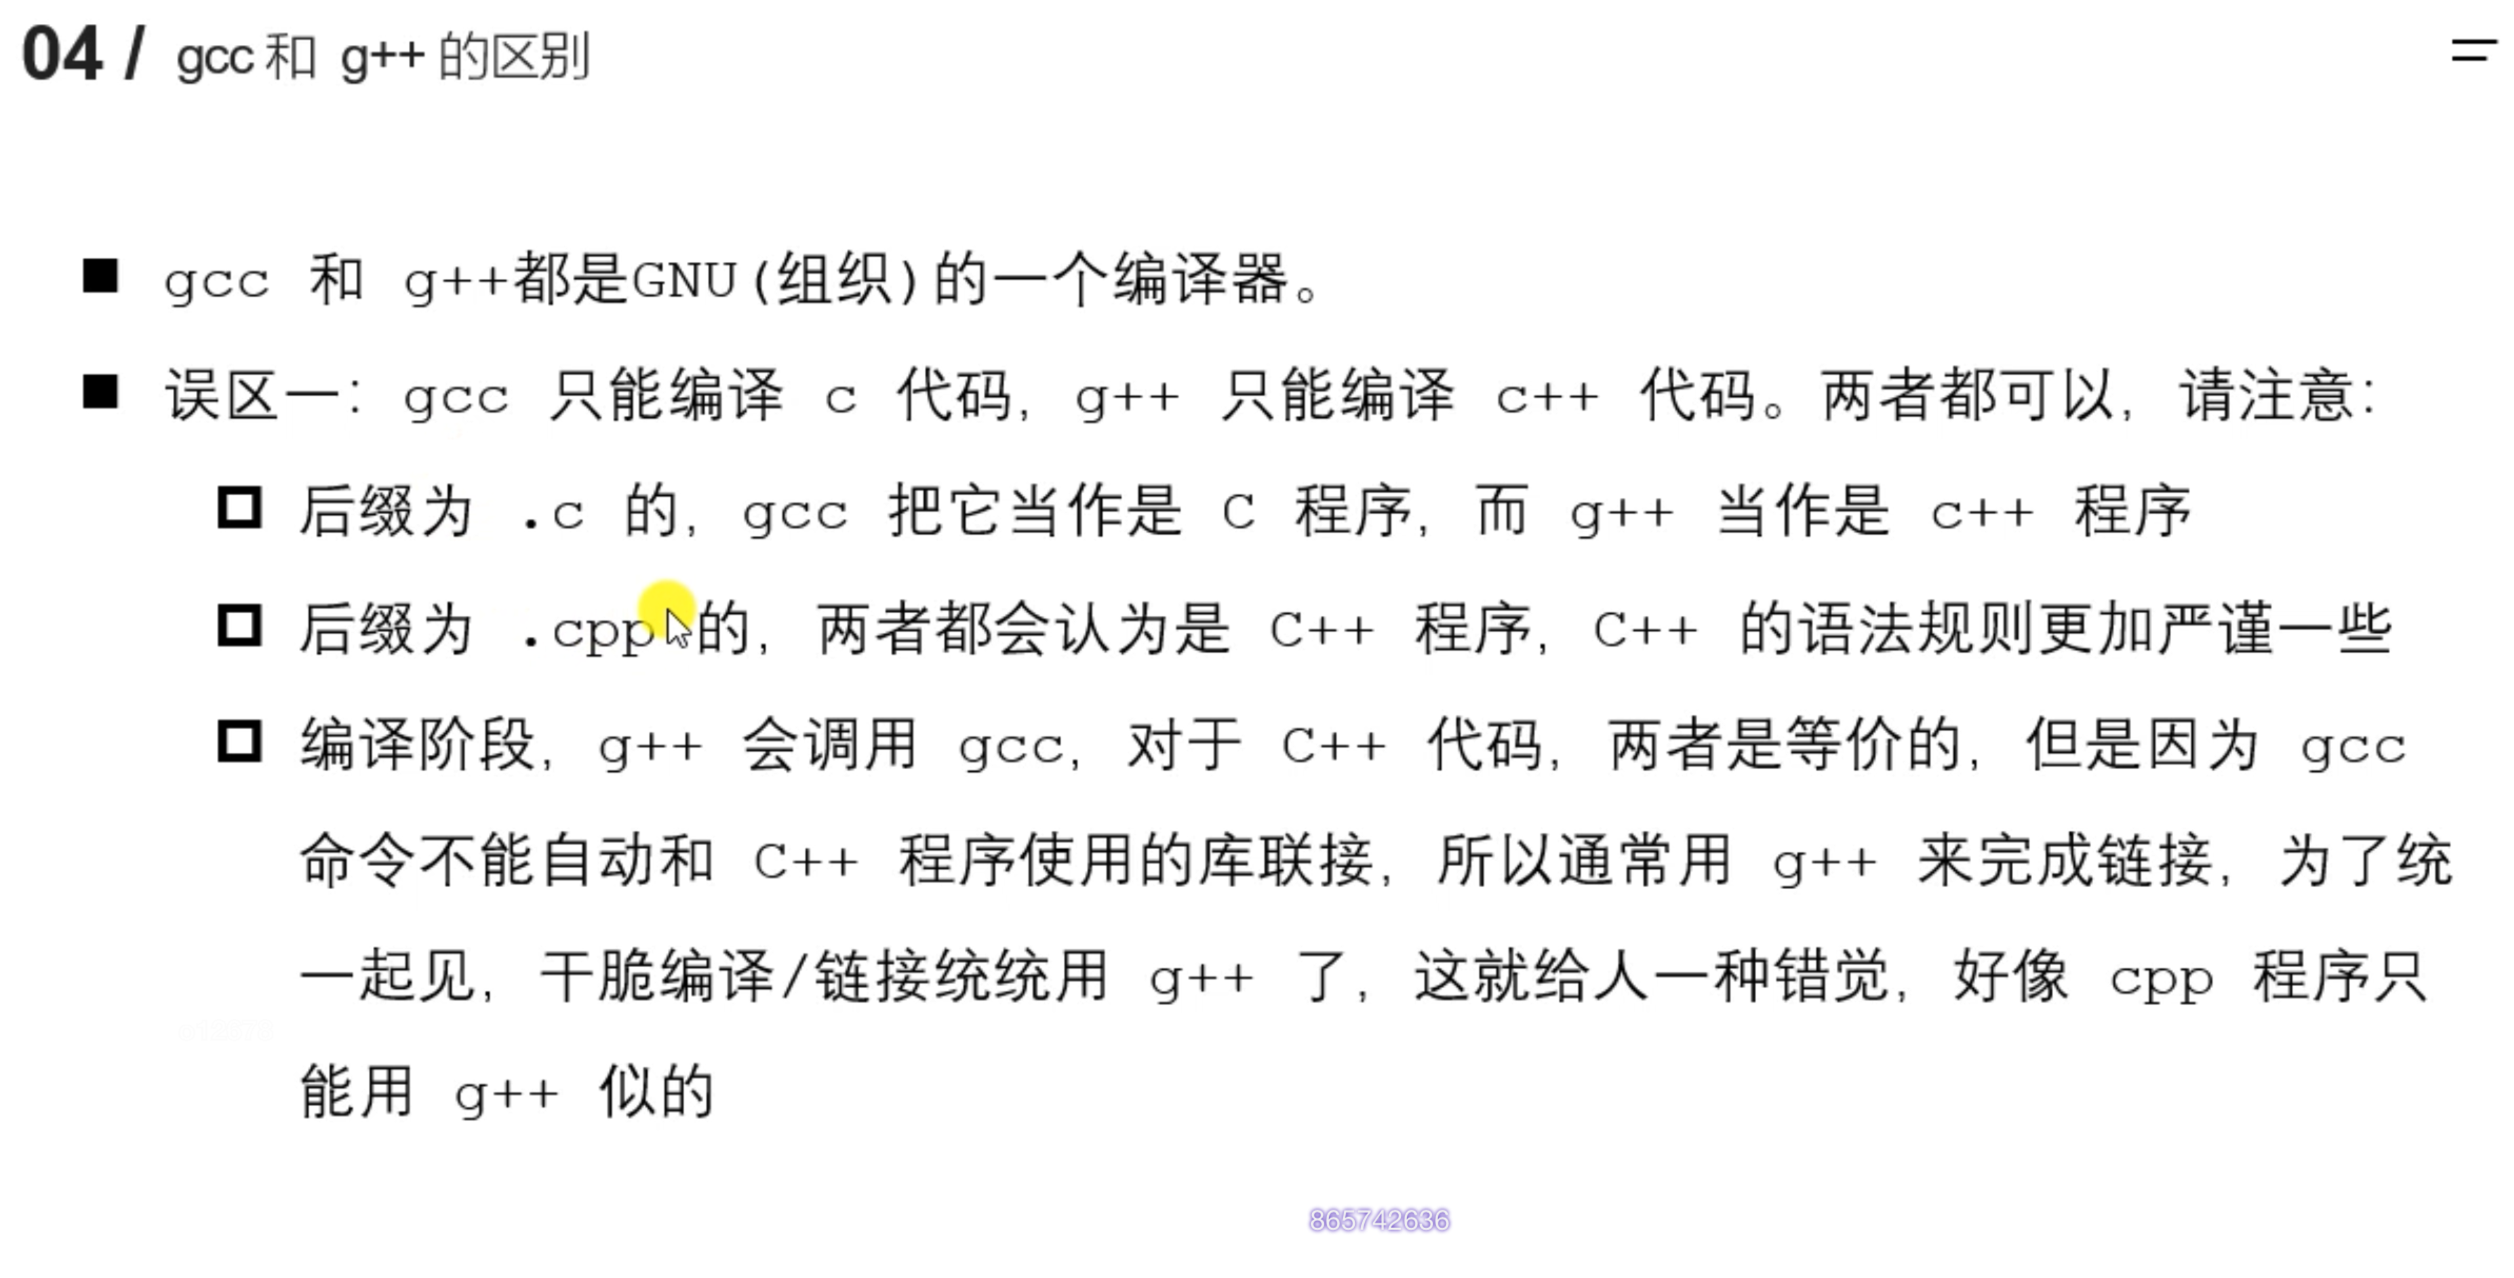 04 / gcc 和 g++ 的区别
gcc 和 g++都是GNU(组织)的一个编译器。
误区一：gcc 只能编译 c 代码，g++ 只能编译 c++ 代码。两者都可以，请注意：
后缀为 .c 的，gcc 把它当作是 C 程序，而 g++ 当作是 c++ 程序
后缀为 .cpp 的，两者都会认为是 C++ 程序，C++ 的语法规则更加严谨一些
编译阶段，g++ 会调用 gcc，对于 C++ 代码，两者是等价的，但是因为 gcc
命令不能自动和 C++ 程序使用的库联接，所以通常用 g++ 来完成链接，为了统
一起见，干脆编译/链接统统用 g++ 了，这就给人一种错觉，好像 cpp 程序只
能用 g++ 似的
865742636